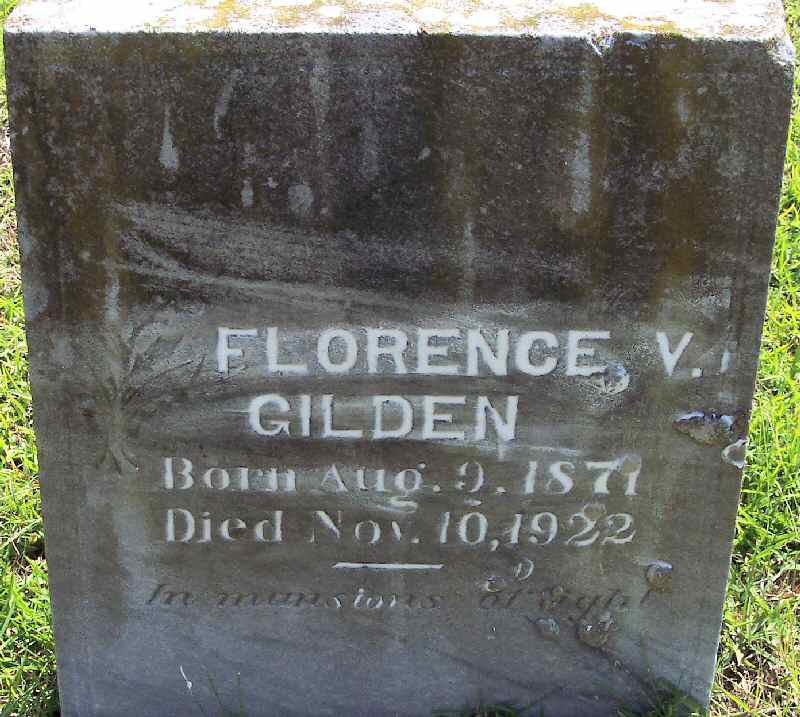 FLORENCE V.
GILDEN
Born Aug. 9. 1871
Died Nov. 10, 1922
In mansions of light